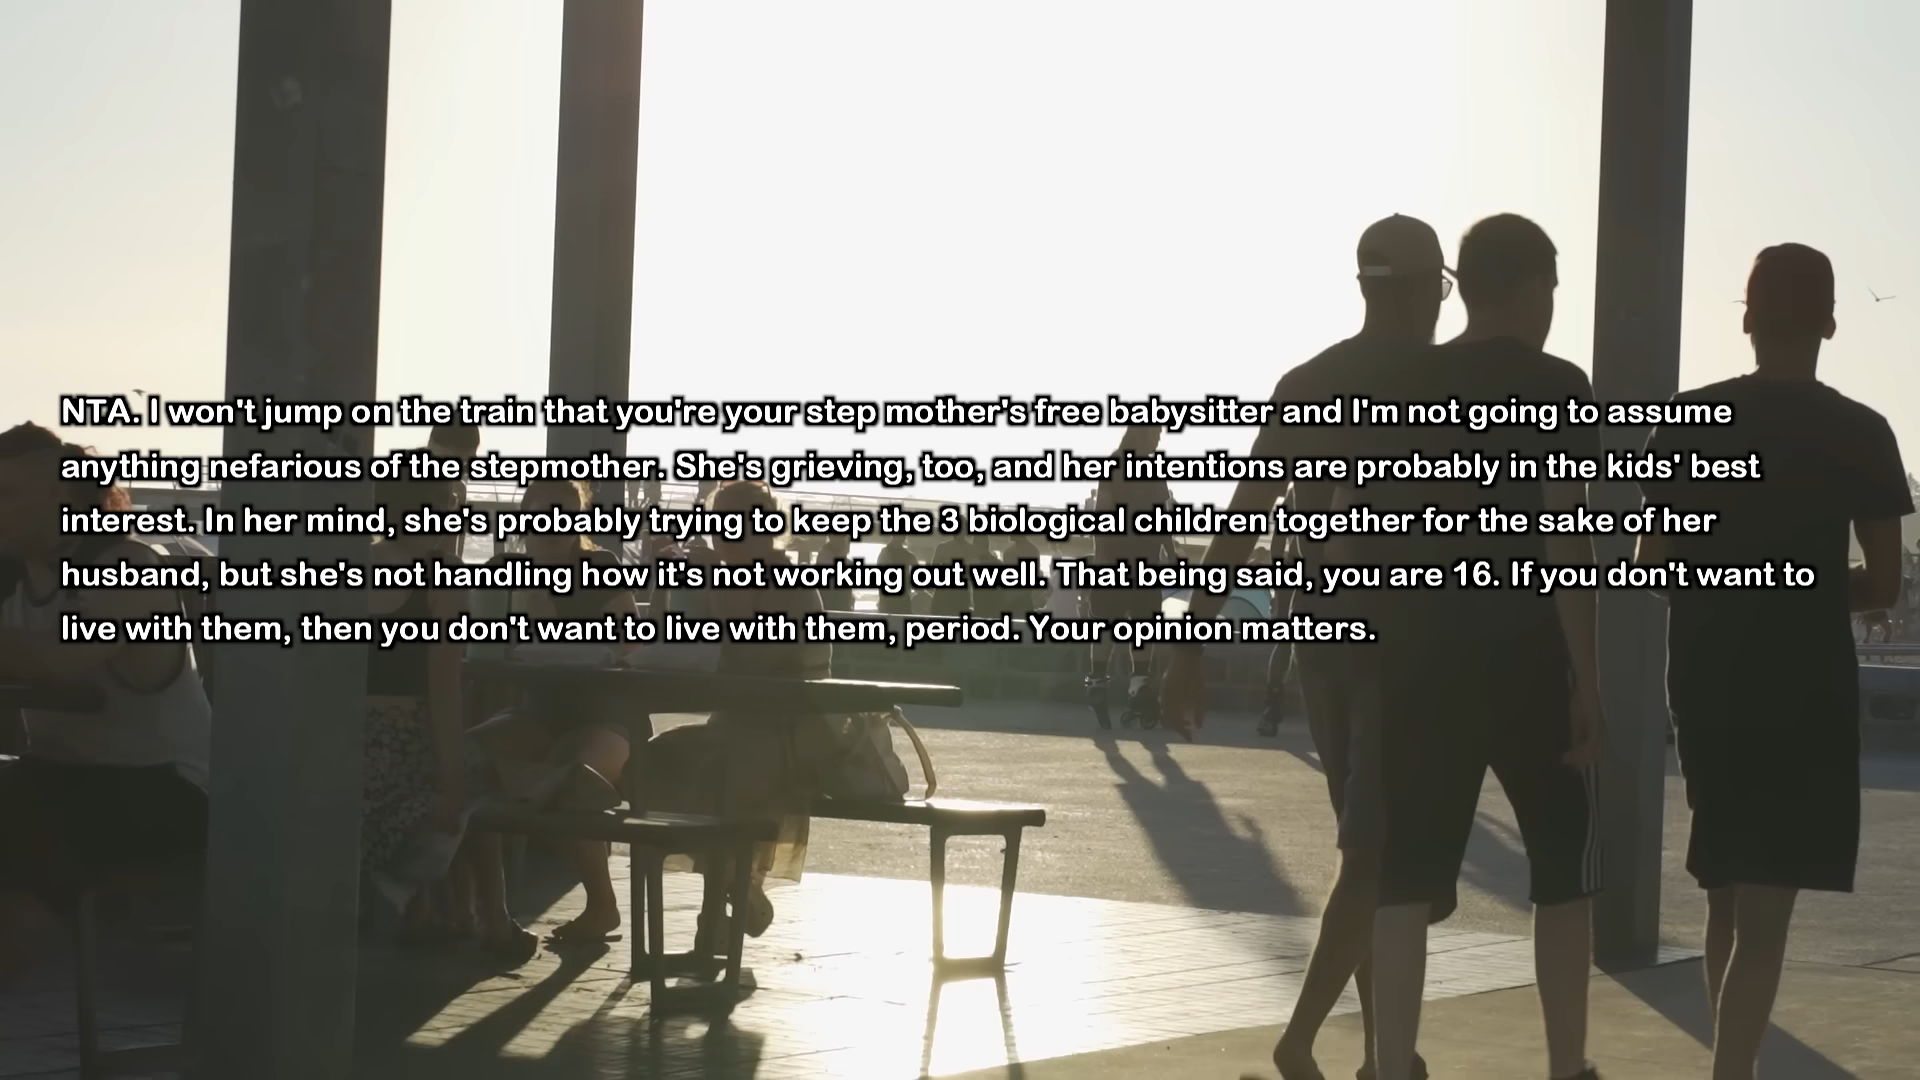 NTA. I won't jump on the train that you're your step mother's free babysitter and I'm not going to assume
anything nefarious of the stepmother. She's grieving, too, and her intentions are probably in the kids' best
interest. In her mind, she's probably trying to keep the 3 biological children together for the sake of her
husband, but she's not handling how it's not working out well. That being said, you are 16. If you don't want to
live with them, then you don't want to live with them, period. Your opinion matters.